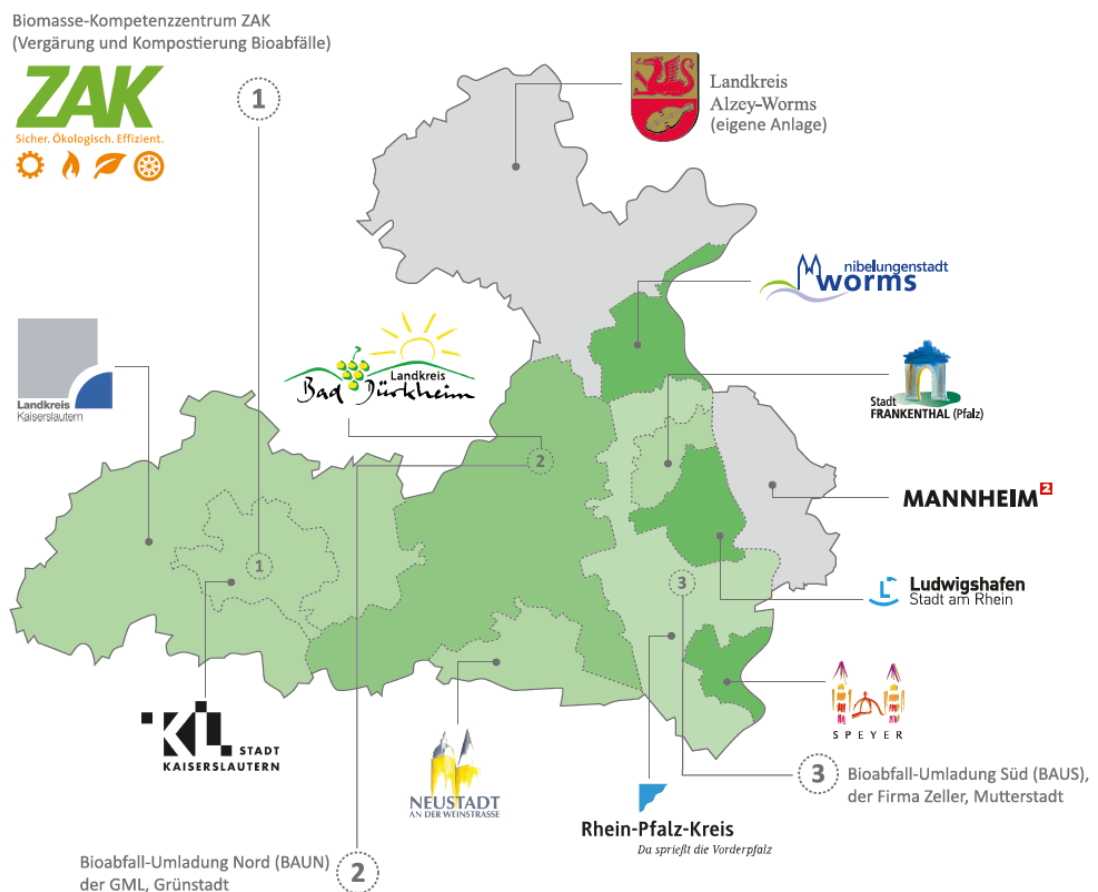 Biomasse-Kompetenzzentrum ZAK
(Vergärung und Kompostierung Bioabfälle)
ZAK
Sicher. Ökologisch. Effizient.
1
Landkreis
Alzey-Worms
(eigene Anlage)
nibelungenstadt
worms
Landkreis
Kaiserslautern
Landkreis
Bad Dürkheim
Stadt
FRANKENTHAL (Pfalz)
2
MANNHEIM2
1
3
L
Ludwigshafen
Stadt am Rhein
SPEYER
KL STADT
KAISERSLAUTERN
NEUSTADT
AN DER WEINSTRASSE
3
Bioabfall-Umladung Süd (BAUS),
der Firma Zeller, Mutterstadt
Rhein-Pfalz-Kreis
Da sprießt die Vorderpfalz
Bioabfall-Umladung Nord (BAUN)
der GML, Grünstadt
2